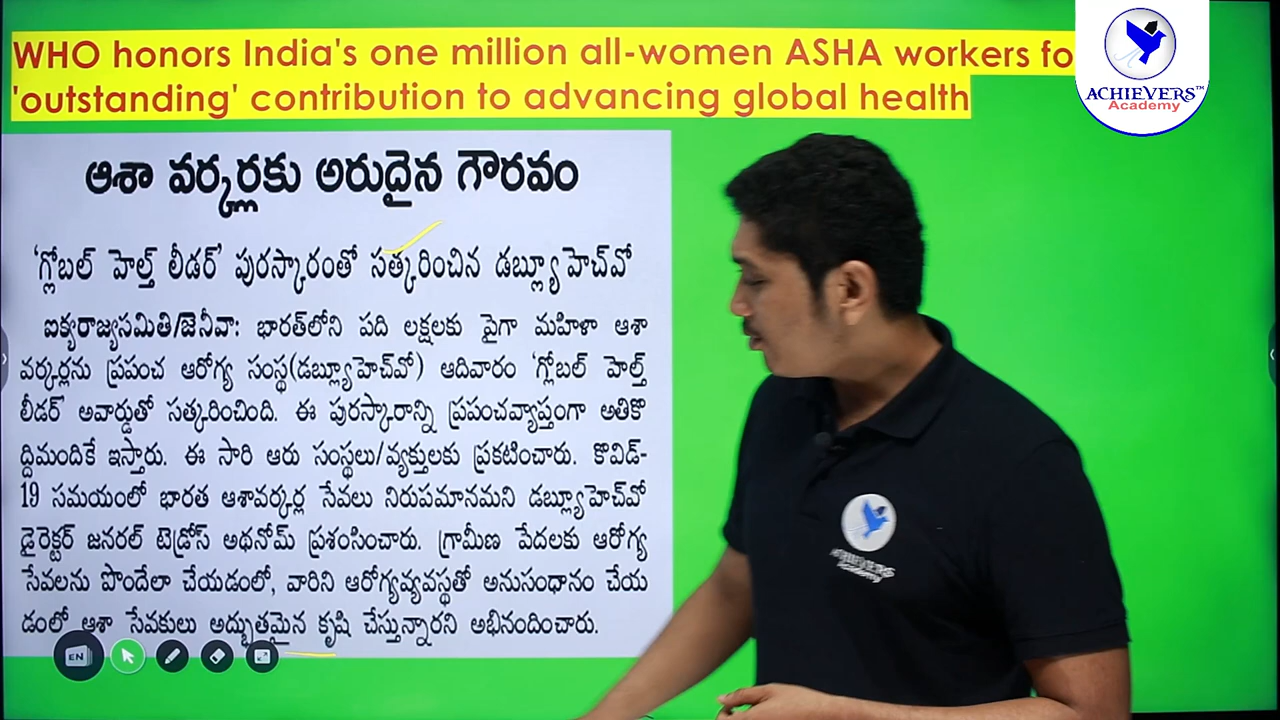 WHO honors India's one million all-women ASHA workers fo
'outstanding' contribution to advancing global health
ACHIEVERS™
Academy
ఆశా వర్కర్లకు అరుదైన గౌరవం
'గ్లోబల్ హెల్త్ లీడర్' పురస్కారంతో సత్కరించిన డబ్ల్యూహెచ్‌వో
ఐక్యరాజ్యసమితి/జెనీవా: భారత్‌లోని పది లక్షలకు పైగా మహిళా ఆశా
వర్కర్లను ప్రపంచ ఆరోగ్య సంస్థ(డబ్ల్యూహెచ్‌వో) ఆదివారం 'గ్లోబల్ హెల్త్
లీడర్' అవార్డుతో సత్కరించింది. ఈ పురస్కారాన్ని ప్రపంచవ్యాప్తంగా అతికొ
ద్దిమందికే ఇస్తారు. ఈ సారి ఆరు సంస్థలు/వ్యక్తులకు ప్రకటించారు. కొవిడ్-
19 సమయంలో భారత ఆశావర్కర్ల సేవలు నిరుపమానమని డబ్ల్యూహెచ్‌వో
డైరెక్టర్ జనరల్ టెడ్రోస్ అథనోమ్ ప్రశంసించారు. గ్రామీణ పేదలకు ఆరోగ్య
సేవలను పొందేలా చేయడంలో, వారిని ఆరోగ్యవ్యవస్థతో అనుసంధానం చేయ
డంలో ఆశా సేవకులు అద్భుతమైన కృషి చేస్తున్నారని అభినందించారు.
EN
ACHIEVERS
Academy